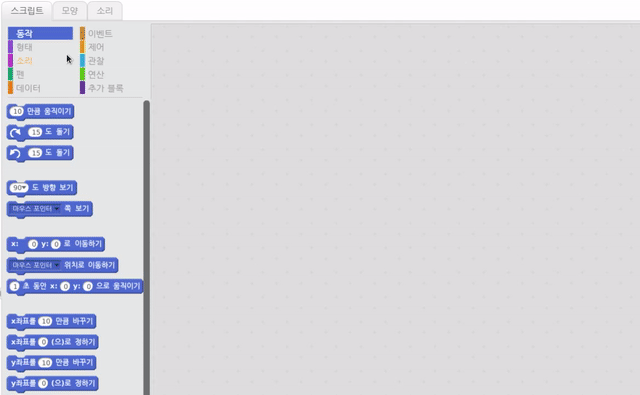 스크립트 모양 소리
동작 이벤트
형태 제어
소리 관찰
펜 연산
데이터 추가 블록
10 만큼 움직이기
15 도 돌기
15 도 돌기
90 도 방향 보기
마우스 포인터 쪽 보기
x: 0 y: 0 로 이동하기
마우스 포인터 위치로 이동하기
1 초 동안 x: 0 y: 0 으로 움직이기
x좌표를 10 만큼 바꾸기
x좌표를 0 (으)로 정하기
y좌표를 10 만큼 바꾸기
y좌표를 0 (으)로 정하기